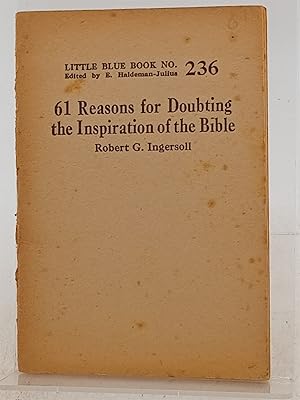 LITTLE BLUE BOOK NO. 236
Edited by E. Haldeman-Julius
61 Reasons for Doubting
the Inspiration of the Bible
Robert G. Ingersoll